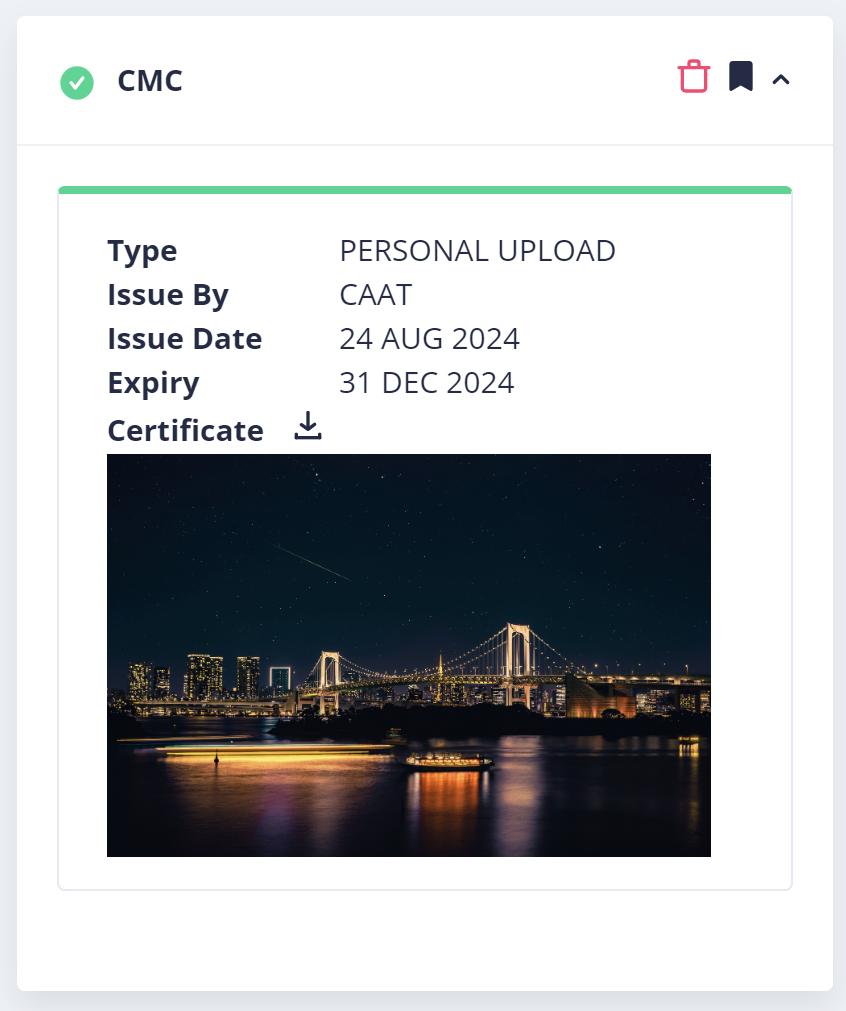 CMC
Type PERSONAL UPLOAD
Issue By CAAT
Issue Date 24 AUG 2024
Expiry 31 DEC 2024
Certificate